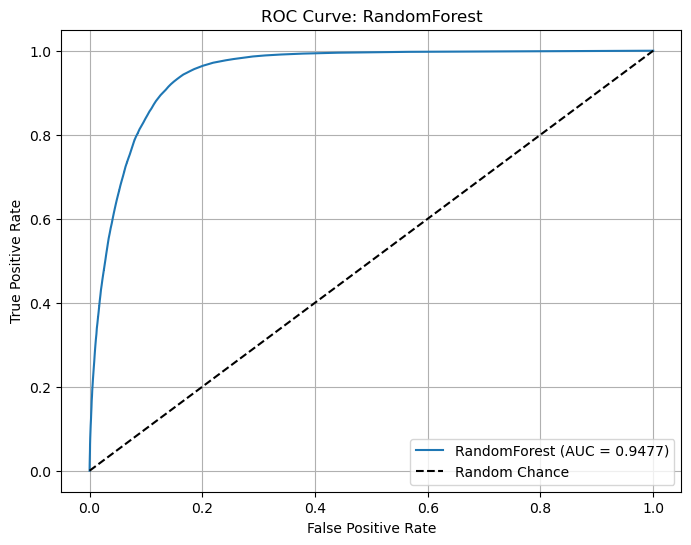 ROC Curve: RandomForest
True Positive Rate
1.0
0.8
0.6
0.4
0.2
0.0
RandomForest (AUC = 0.9477)
Random Chance
0.0 0.2 0.4 0.6 0.8 1.0
False Positive Rate